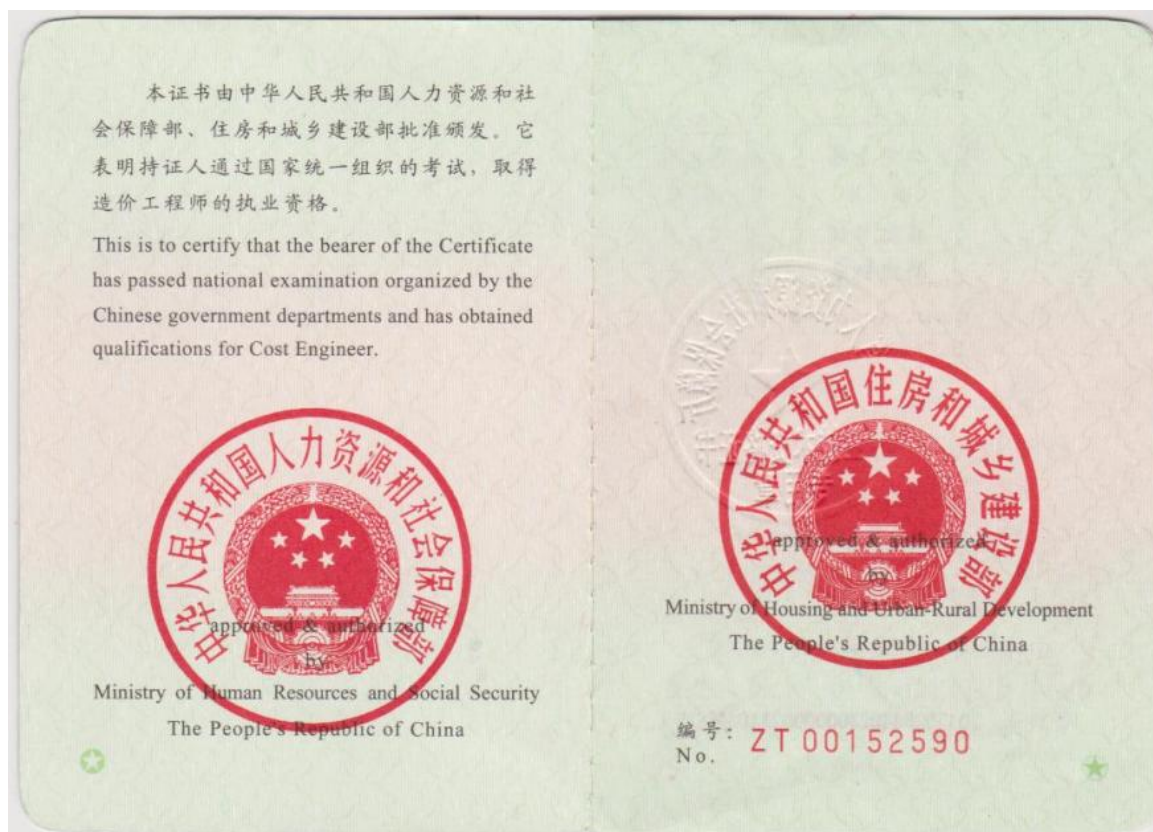 本证书由中华人民共和国人力资源和社
会保障部、住房和城乡建设部批准颁发。它
表明持证人通过国家统一组织的考试，取得
造价工程师的执业资格。
This is to certify that the bearer of the Certificate
has passed national examination organized by the
Chinese government departments and has obtained
qualifications for Cost Engineer.
中华人民共和国人力资源和社会保障部
approved & authorized
by
Ministry of Human Resources and Social Security
The People's Republic of China
中华人民共和国住房和城乡建设部
approved & authorized
by
Ministry of Housing and Urban-Rural Development
The People's Republic of China
编号：
No.
ZT00152590